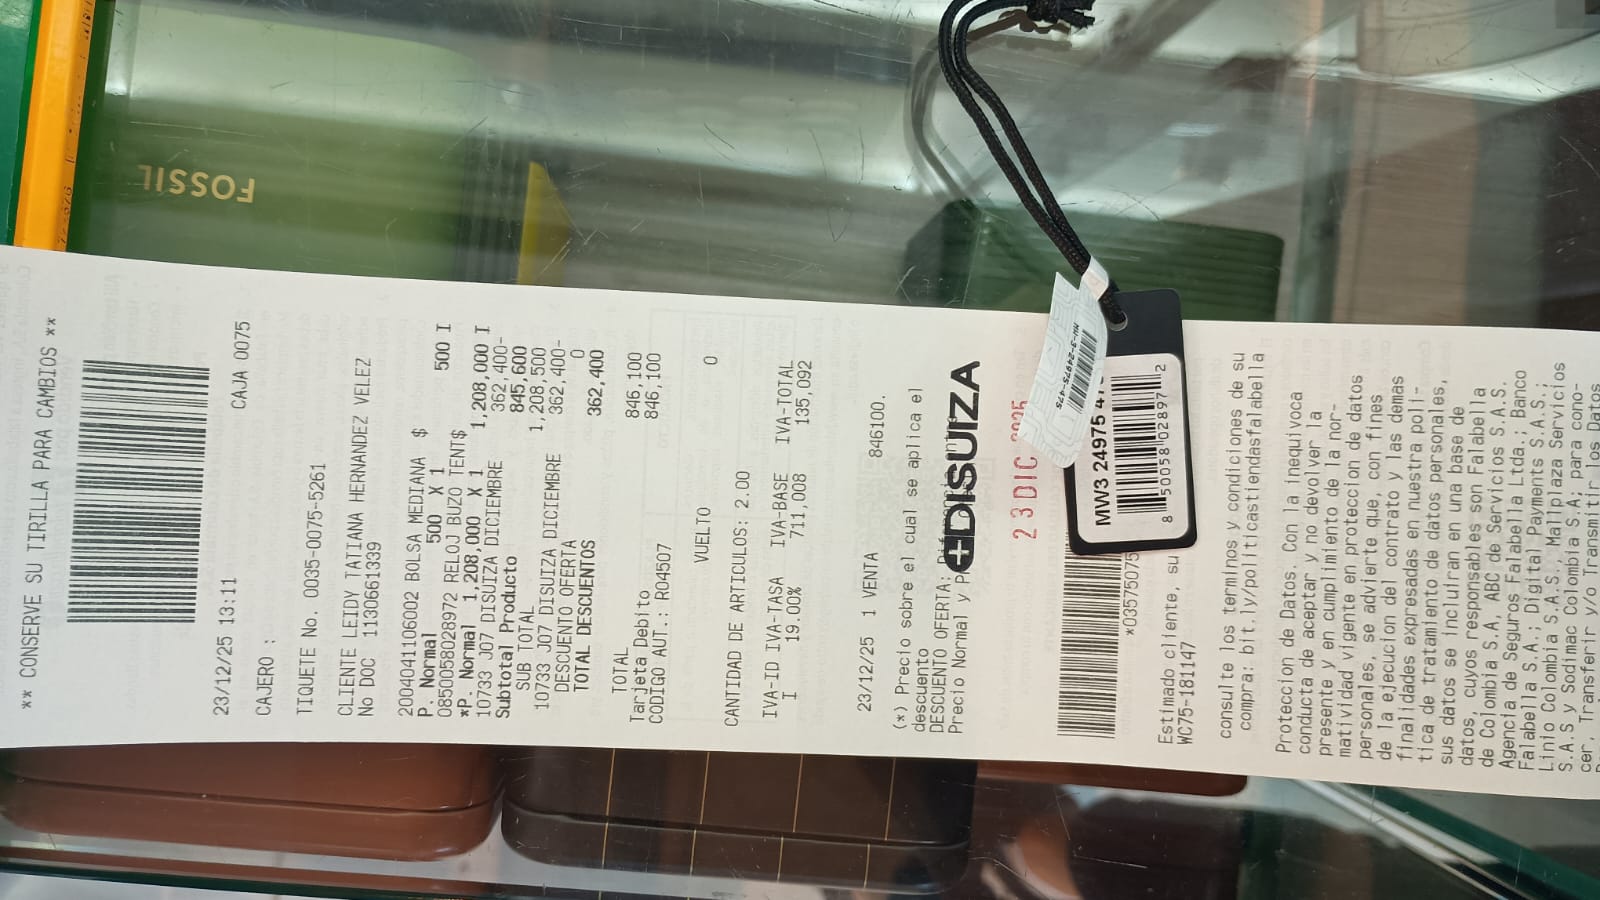 FOSSIL
** CONSERVE SU TIRILLA PARA CAMBIOS **
23/12/25 13:11 CAJA 0075
CAJERO :
TIQUETE No. 0035-0075-5261
CLIENTE LEIDY TATIANA HERNANDEZ VELEZ
No DOC 1130661339
2004041106002 BOLSA MEDIANA $
P. Normal 500 X 1 500 I
0850058028972 RELOJ BUZO TENT$
*P. Normal 1,208,000 X 1 1,208,000 I
10733 J07 DISUIZA DICIEMBRE 362,400-
Subtotal Producto 845,600
SUB TOTAL 1,208,500
10733 J07 DISUIZA DICIEMBRE 362,400-
DESCUENTO OFERTA 0
TOTAL DESCUENTOS 362,400
TOTAL 846,100
Tarjeta Debito 846,100
CODIGO AUT.: R04507
VUELTO 0
CANTIDAD DE ARTICULOS: 2.00
IVA-ID IVA-TASA IVA-BASE IVA-TOTAL
I 19.00% 711,008 135,092
23/12/25 1 VENTA 846100.
(*) Precio sobre el cual se aplica el
descuento
DESCUENTO OFERTA:
Precio Normal y
DISUIZA
23 DIC 2025
MW-3-24975-475
MW3 24975
8 50058 02897 2
*03575075
Estimado cliente, su
WC75-181147
consulte los terminos y condiciones de su
compra: bit.ly/politicastiendasfalabella
Proteccion de Datos. Con la inequivoca
conducta de aceptar y no devolver la
presente y en cumplimiento de la nor-
matividad vigente en proteccion de datos
personales, se advierte que, con fines
de la ejecucion del contrato y las demas
finalidades expresadas en nuestra poli-
tica de tratamiento de datos personales,
sus datos se incluiran en una base de
datos, cuyos responsables son Falabella
de Colombia S.A, ABC de Servicios S.A.S.
Agencia de Seguros Falabella Ltda.; Banco
Falabella S.A.; Digital Payments S.A.S.;
Linio Colombia S.A.S., Mallplaza Servicios
S.A.S y Sodimac Colombia S.A; para cono-
cer, Transferir y/o Transmitir los Datos